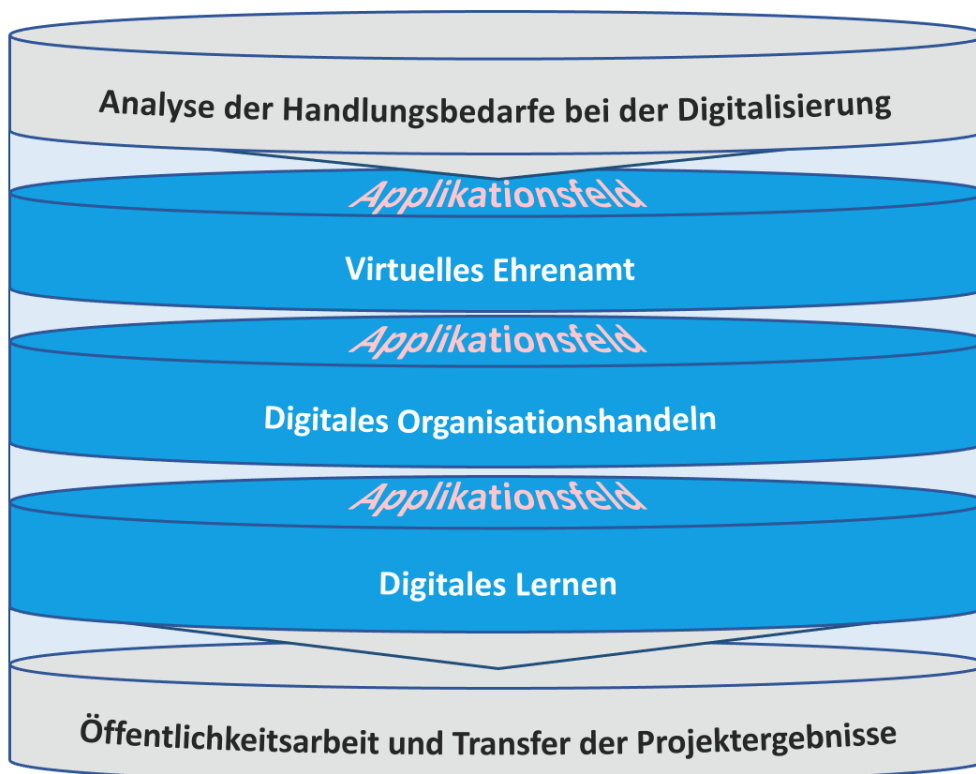 Analyse der Handlungsbedarfe bei der Digitalisierung
Applikationsfeld
Virtuelles Ehrenamt
Applikationsfeld
Digitales Organisationshandeln
Applikationsfeld
Digitales Lernen
Öffentlichkeitsarbeit und Transfer der Projektergebnisse